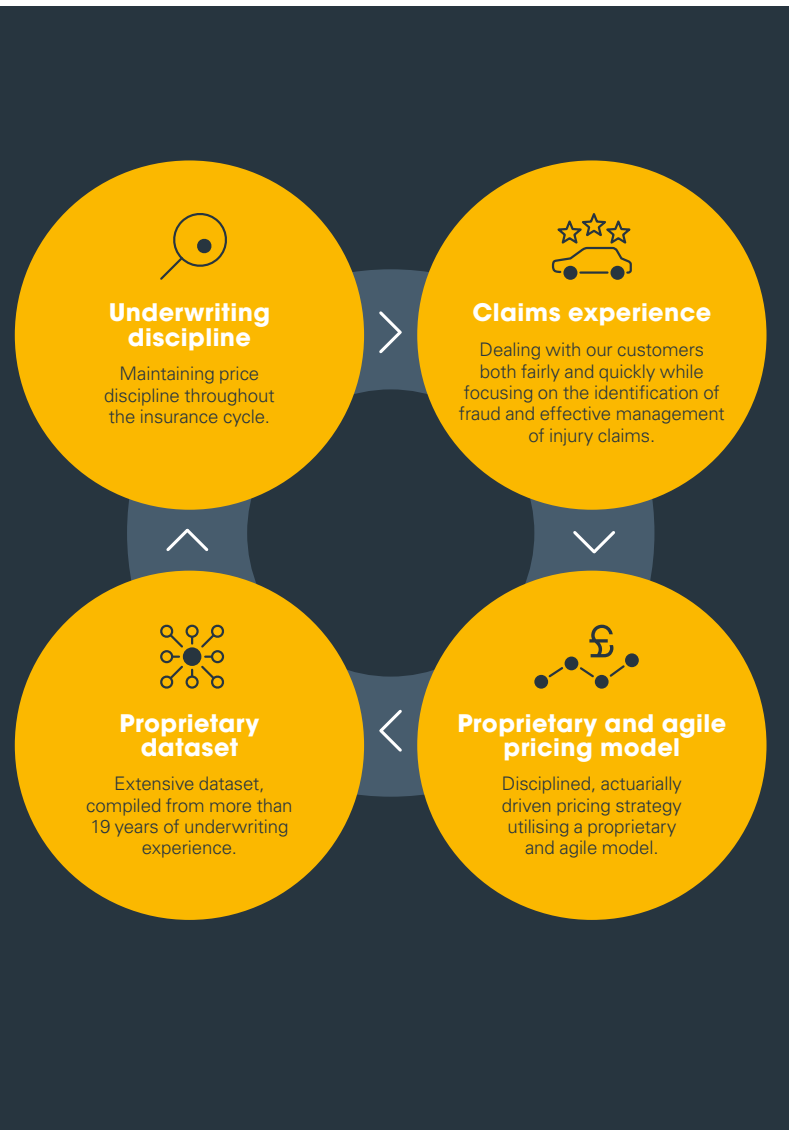 Underwriting
discipline
Maintaining price
discipline throughout
the insurance cycle.
Claims experience
Dealing with our customers
both fairly and quickly while
focusing on the identification of
fraud and effective management
of injury claims.
£
Proprietary and agile
pricing model
Disciplined, actuarially
driven pricing strategy
utilising a proprietary
and agile model.
Proprietary
dataset
Extensive dataset,
compiled from more than
19 years of underwriting
experience.